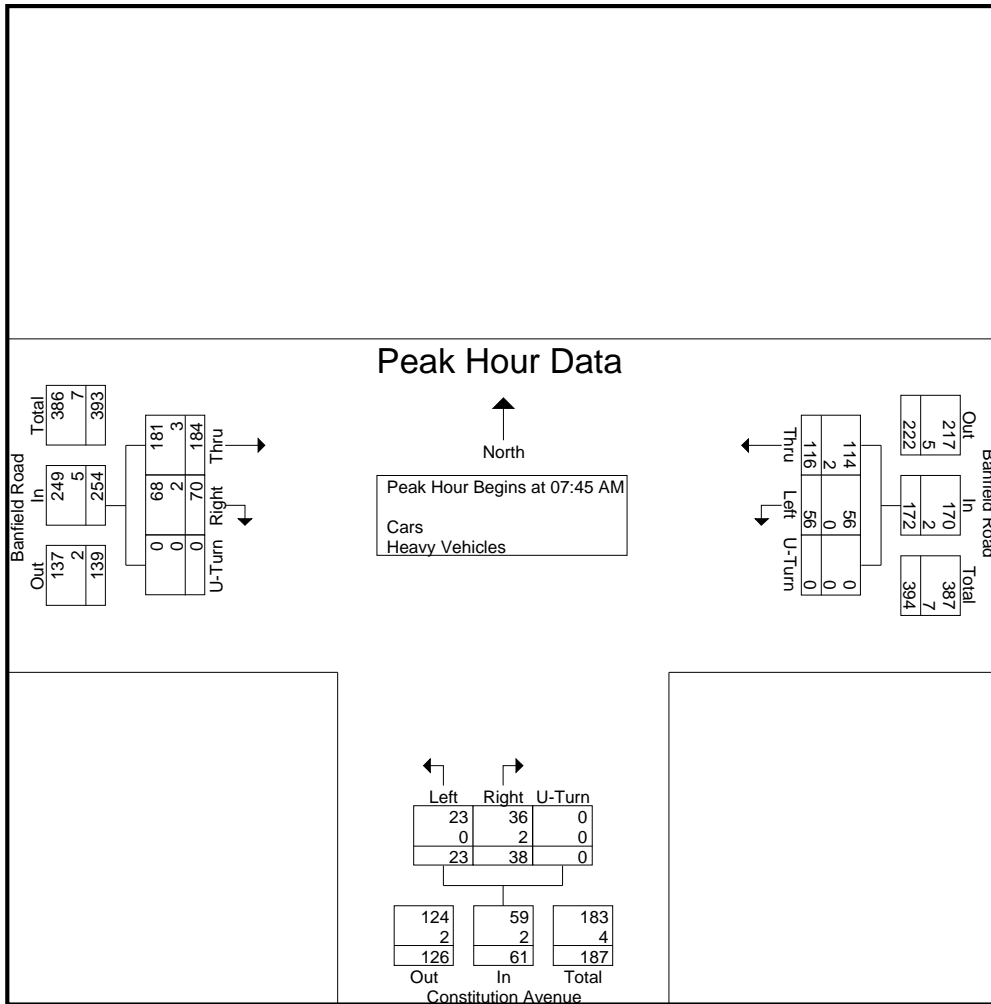 Peak Hour Data
North
Peak Hour Begins at 07:45 AM
Cars
Heavy Vehicles
Banfield Road
Total
386
7
393
In
249
5
254
Out
137
2
139
Thru
181
3
184
Right
68
2
70
U-Turn
0
0
0
Thru
114
2
116
Left
56
0
56
U-Turn
0
0
0
Out
217
5
222
In
170
2
172
Total
387
7
394
Banfield Road
Left Right U-Turn
23 36 0
0 2 0
23 38 0
124 59 183
2 2 4
126 61 187
Out In Total
Constitution Avenue